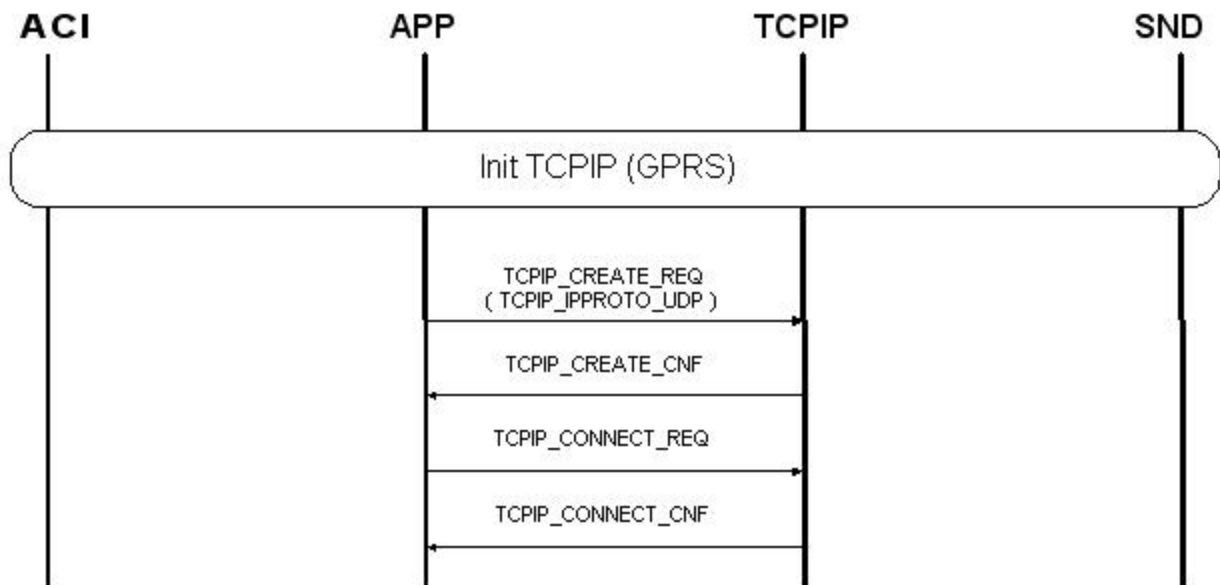 ACI APP TCPIP SND
Init TCPIP (GPRS)
TCPIP_CREATE_REQ
( TCPIP_IPPROTO_UDP )
TCPIP_CREATE_CNF
TCPIP_CONNECT_REQ
TCPIP_CONNECT_CNF